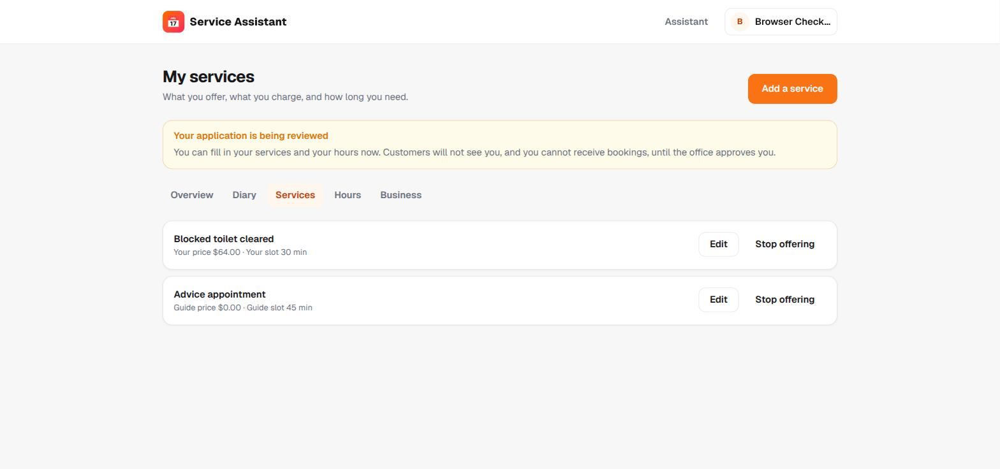 July
17
Service Assistant
Assistant
B
Browser Check...
My services
What you offer, what you charge, and how long you need.
Add a service
Your application is being reviewed
You can fill in your services and your hours now. Customers will not see you, and you cannot receive bookings, until the office approves you.
Overview
Diary
Services
Hours
Business
Blocked toilet cleared
Your price $64.00 · Your slot 30 min
Edit
Stop offering
Advice appointment
Guide price $0.00 · Guide slot 45 min
Edit
Stop offering